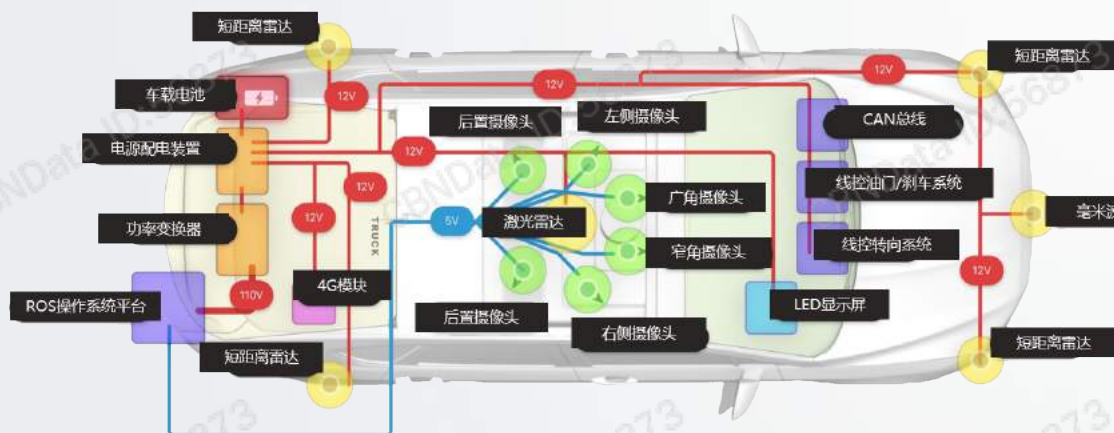 短距离雷达
短距离雷达
车载电池
12V
12V
12V
后置摄像头
左侧摄像头
CAN总线
电源配电装置
12V
12V
线控油门/刹车系统
广角摄像头
功率变换器
12V
TRUCK
5V
激光雷达
毫米波
窄角摄像头
线控转向系统
110V
4G模块
12V
ROS操作系统平台
LED显示屏
后置摄像头
右侧摄像头
短距离雷达
短距离雷达
CBNData ID:56873